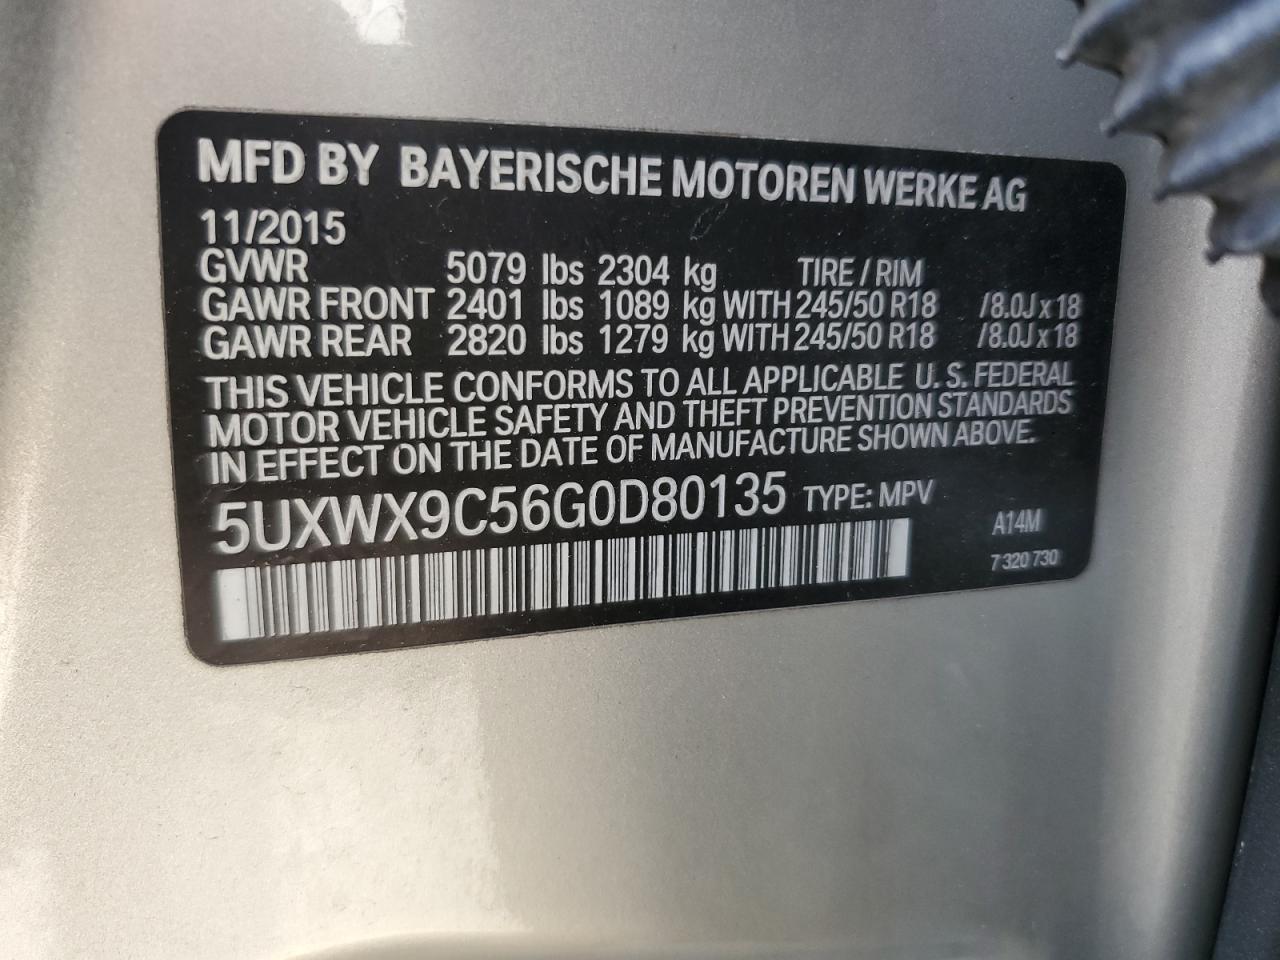 MFD BY BAYERISCHE MOTOREN WERKE AG
11/2015
GVWR 5079 lbs 2304 kg TIRE / RIM
GAWR FRONT 2401 lbs 1089 kg WITH 245/50 R18 /8.0J x 18
GAWR REAR 2820 lbs 1279 kg WITH 245/50 R18 /8.0J x 18
THIS VEHICLE CONFORMS TO ALL APPLICABLE U.S. FEDERAL
MOTOR VEHICLE SAFETY AND THEFT PREVENTION STANDARDS
IN EFFECT ON THE DATE OF MANUFACTURE SHOWN ABOVE.
5UXWX9C56G0D80135 TYPE: MPV
A14M
7 320 730